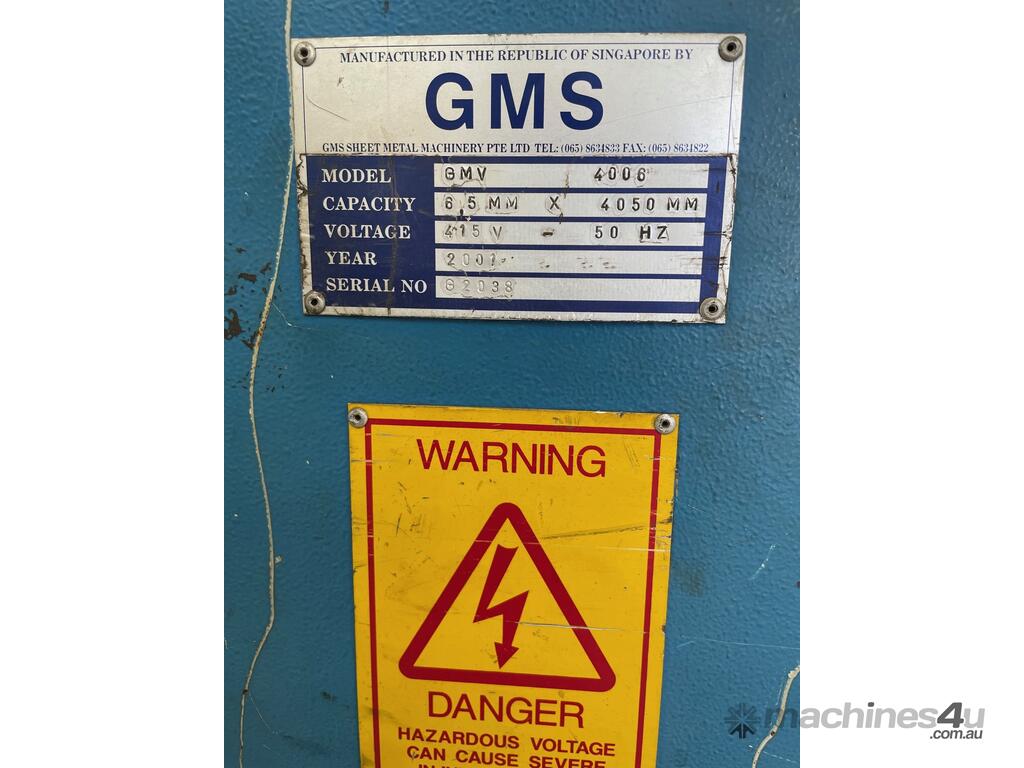 MANUFACTURED IN THE REPUBLIC OF SINGAPORE BY
GMS
GMS SHEET METAL MACHINERY PTE LTD TEL: (065) 8634833 FAX: (065) 8634822
MODEL GMV 4006
CAPACITY 6.5 MM X 4050 MM
VOLTAGE 415 V - 50 HZ
YEAR 2001
SERIAL NO G2038
WARNING
DANGER
HAZARDOUS VOLTAGE
CAN CAUSE SEVERE
machines4u
.com.au